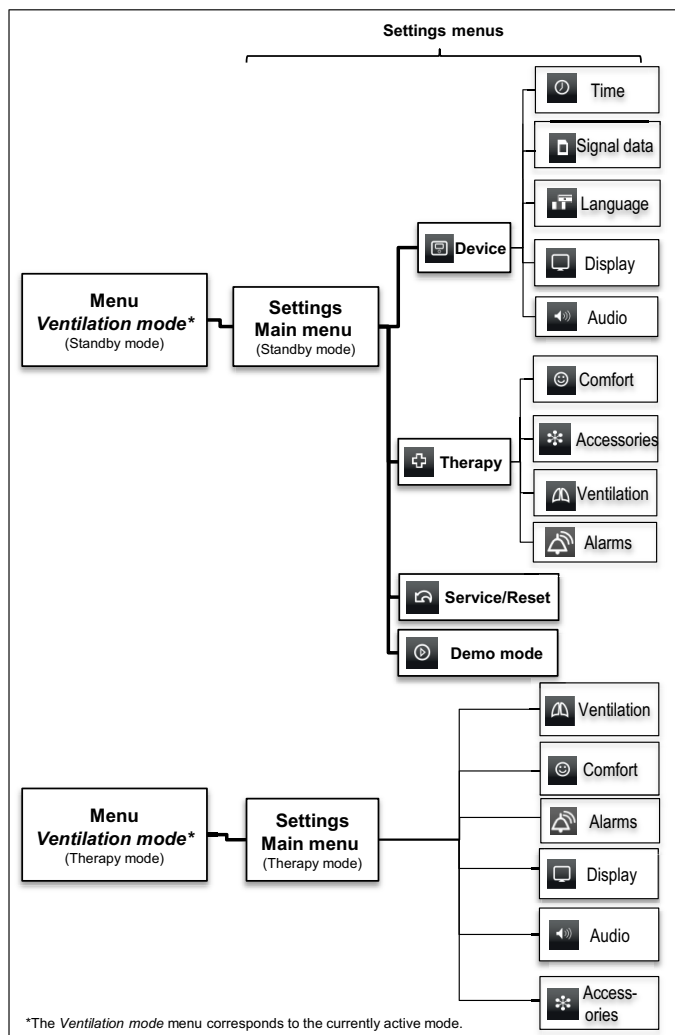 Settings menus
Time
Signal data
Language
Device
Display
Audio
Menu
Ventilation mode*
(Standby mode)
Settings
Main menu
(Standby mode)
Comfort
Accessories
Therapy
Ventilation
Alarms
Service/Reset
Demo mode
Ventilation
Comfort
Menu
Ventilation mode*
(Therapy mode)
Settings
Main menu
(Therapy mode)
Alarms
Display
Audio
Access-
ories
*The Ventilation mode menu corresponds to the currently active mode.